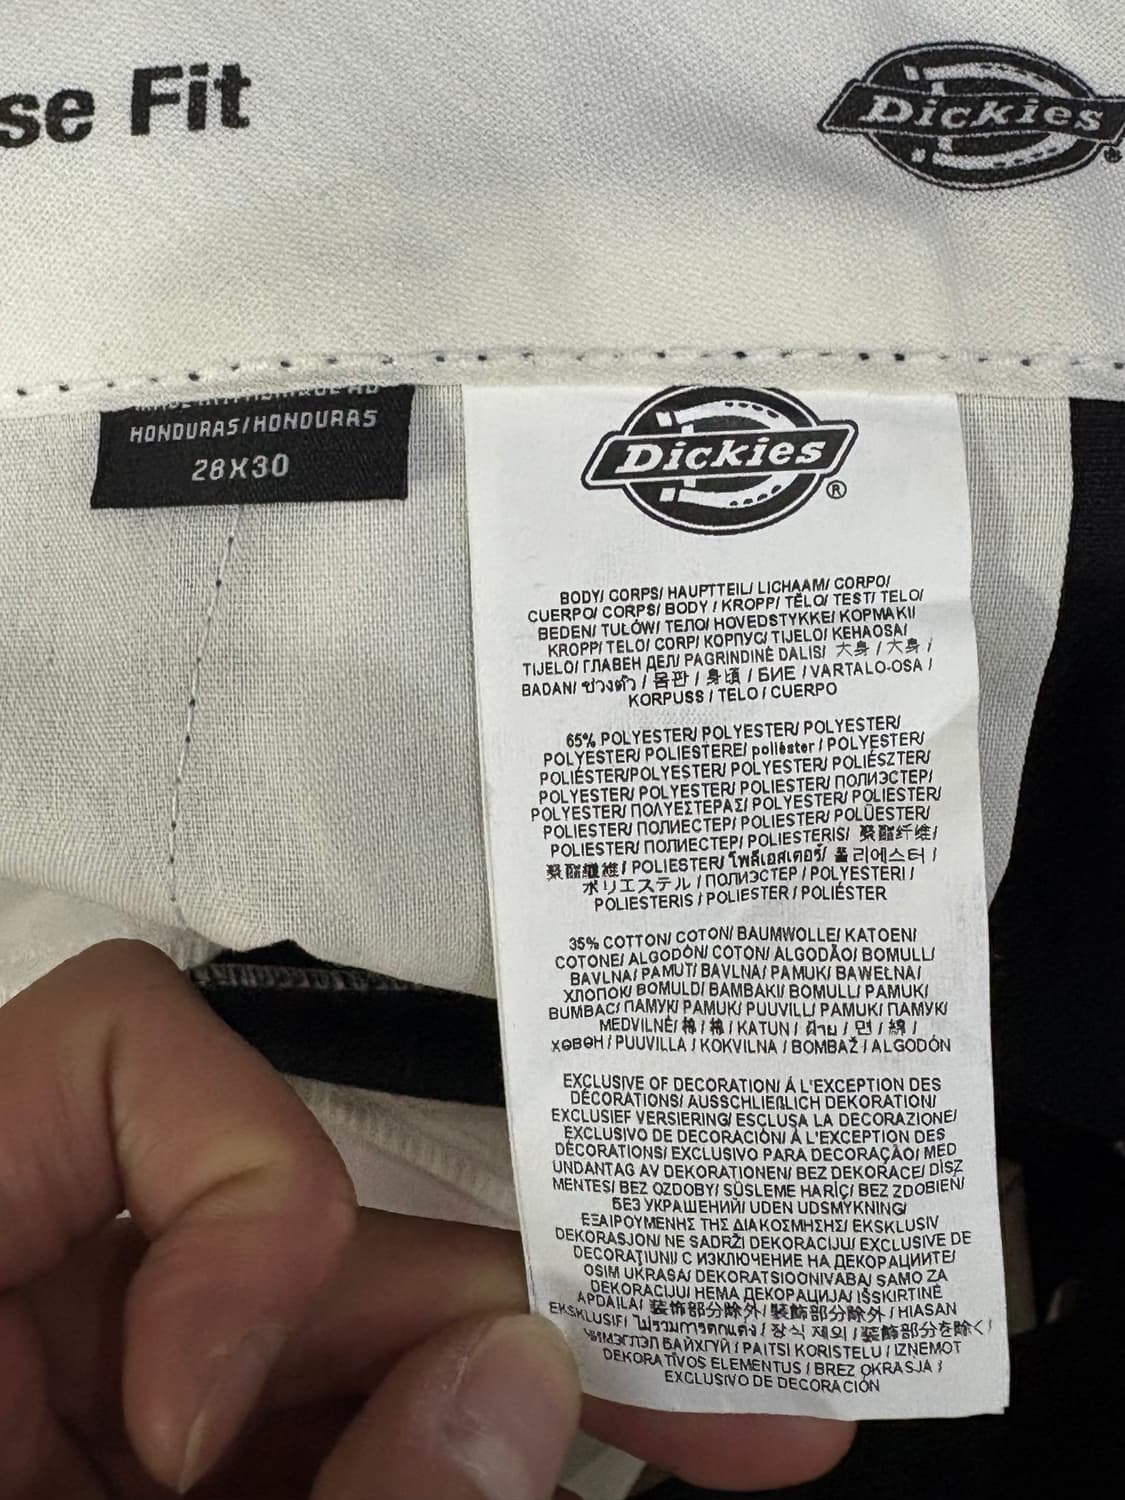 se Fit
Dickies
HONDURAS/HONDURAS
28X30
Dickies ®
BODY/ CORPS/ HAUPTTEIL/ LICHAAM/ CORPO/
CUERPO/ CORPS/ BODY / KROPP/ TĚLO/ TEST/ TELO/
BEDEN/ TUŁÓW/ ТЕЛО/ HOVEDSTYKKE/ ΚΟΡΜΑΚΙ/
KROPP/ TELO/ CORP/ КОРПУС/ TIJELO/ KEHAOSA/
TIJELO/ ГЛАВЕН ДЕЛ/ PAGRINDINĖ DALIS/ 大身 / 大身 /
BADAN/ ช่วงตัว / 몸판 / 身頃 / БИЕ / VARTALO-OSA /
KORPUSS / TELO / CUERPO
65% POLYESTER/ POLYESTER/ POLYESTER/
POLYESTER/ POLIESTERE/ poliéster / POLYESTER/
POLIÉSTER/POLYESTER/ POLYESTER/ POLIÉSZTER/
POLYESTER/ POLYESTER/ POLIESTER/ ПОЛИЭСТЕР/
POLYESTER/ ΠΟΛΥΕΣΤΕΡΑΣ/ POLYESTER/ POLIESTER/
POLIESTER/ ПОЛИЕСТЕР/ POLIESTER/ POLÜESTER/
POLIESTER/ ПОЛИЕСТЕР/ POLIESTERIS/ 聚酯纤维/
聚酯纖維/ POLIESTER/ โพลีเอสเตอร์/ 폴리에스터 /
ポリエステル / ПОЛИЭСТЕР / POLYESTERI /
POLIESTERIS / POLIESTER / POLIÉSTER
35% COTTON/ COTON/ BAUMWOLLE/ KATOEN/
COTONE/ ALGODÓN/ COTON/ ALGODÃO/ BOMULL/
BAVLNA/ PAMUT/ BAVLNA/ PAMUK/ BAWEŁNA/
ХЛОПОК/ BOMULD/ ΒΑΜΒΑΚΙ/ BOMULL/ PAMUK/
BUMBAC/ ПАМУК/ PAMUK/ PUUVILL/ PAMUK/ ПАМУК/
MEDVILNĖ/ 棉 / 棉 / KATUN / ฝ้าย / 면 / 綿 /
ХӨВӨН / PUUVILLA / KOKVILNA / BOMBAŽ / ALGODÓN
EXCLUSIVE OF DECORATION/ À L'EXCEPTION DES
DÉCORATIONS/ AUSSCHLIEßLICH DEKORATION/
EXCLUSIEF VERSIERING/ ESCLUSA LA DECORAZIONE/
EXCLUSIVO DE DECORACIÓN/ À L'EXCEPTION DES
DÉCORATIONS/ EXCLUSIVO PARA DECORAÇÃO/ MED
UNDANTAG AV DEKORATIONEN/ BEZ DEKORACE/ DÍSZ
MENTES/ BEZ OZDOBY/ SÜSLEME HARİÇ/ BEZ ZDOBIEŃ/
БЕЗ УКРАШЕНИЙ/ UDEN UDSMYKNING/
ΕΞΑΙΡΟΥΜΕΝΗΣ ΤΗΣ ΔΙΑΚΟΣΜΗΣΗΣ/ EKSKLUSIV
DEKORASJON/ NE SADRŽI DEKORACIJU/ EXCLUSIVE DE
DECORAŢIUNI/ С ИЗКЛЮЧЕНИЕ НА ДЕКОРАЦИИТЕ/
OSIM UKRASA/ DEKORATSIOONIVABA/ SAMO ZA
DEKORACIJU/ НЕМА ДЕКОРАЦИЈА/ IŠSKIRTINĖ
APDAILA/ 装饰部分除外/ 裝飾部分除外 / HIASAN
EKSKLUSIF/ ไม่รวมการตกแต่ง / 장식 제외 / 装飾部分を除く/
ЧИМЭГЛЭЛ БАЙХГҮЙ / PAITSI KORISTELU / IZŅEMOT
DEKORATĪVOS ELEMENTUS / BREZ OKRASJA /
EXCLUSIVO DE DECORACIÓN